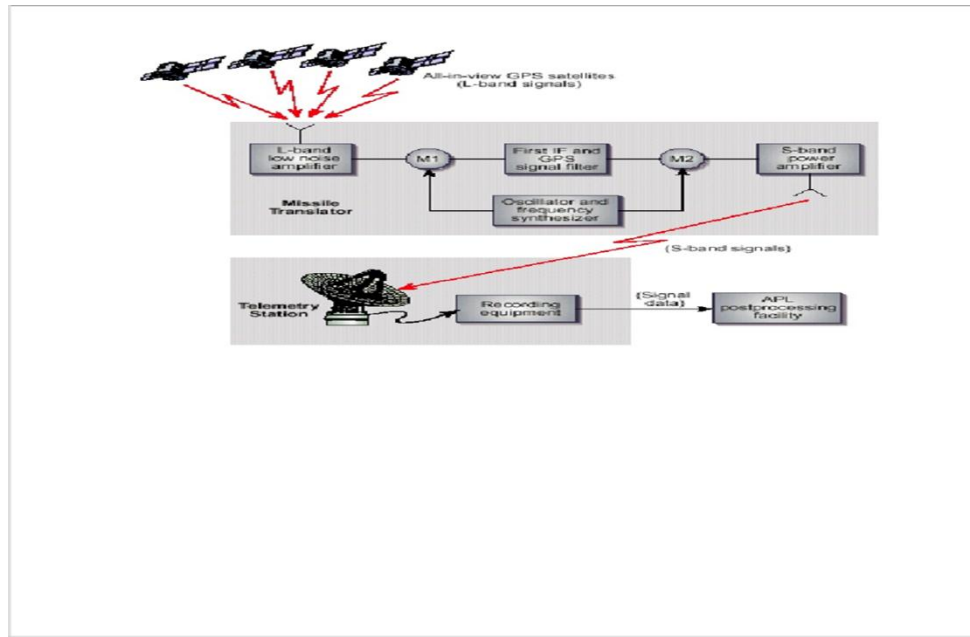 All-in-view GPS satellites
(L-band signals)
L-band
low noise
amplifier
M1
First IF and
GPS
signal filter
M2
S-band
power
amplifier
Missile
Translator
Oscillator and
frequency
synthesizer
(S-band signals)
Telemetry
Station
Recording
equipment
(Signal
data)
APL
postprocessing
facility